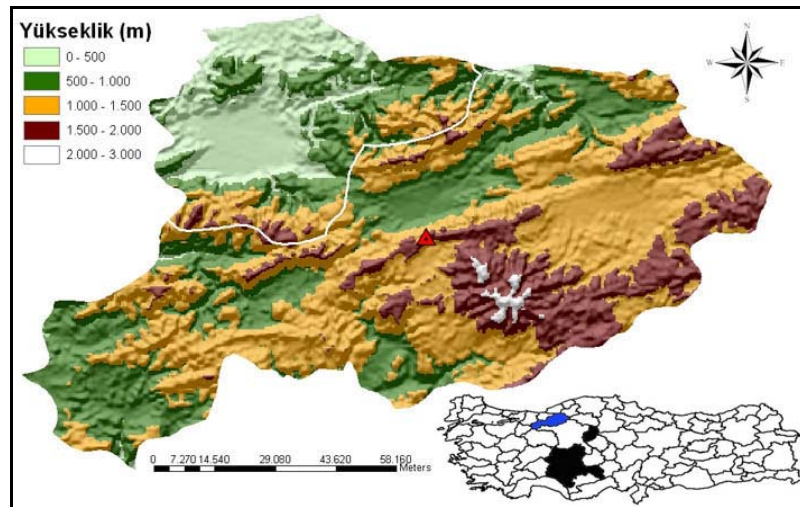 Yükseklik (m)
0 - 500
500 - 1.000
1.000 - 1.500
1.500 - 2.000
2.000 - 3.000
N
W
E
S
0 7.270 14.540 29.080 43.620 58.160
Meters